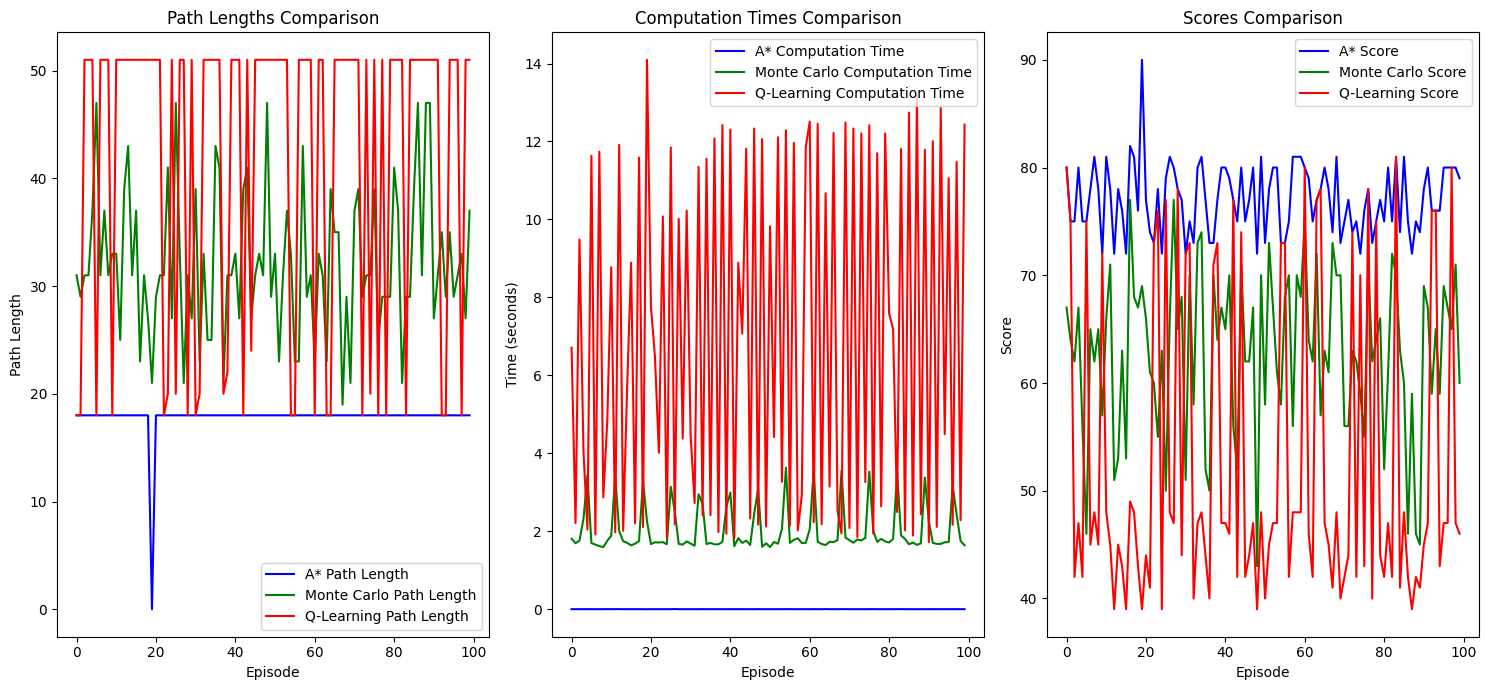 Path Lengths Comparison
Path Length
50
40
30
20
10
0
A* Path Length
Monte Carlo Path Length
Q-Learning Path Length
0 20 40 60 80 100
Episode
Computation Times Comparison
Time (seconds)
14
12
10
8
6
4
2
0
A* Computation Time
Monte Carlo Computation Time
Q-Learning Computation Time
0 20 40 60 80 100
Episode
Scores Comparison
Score
90
80
70
60
50
40
A* Score
Monte Carlo Score
Q-Learning Score
0 20 40 60 80 100
Episode